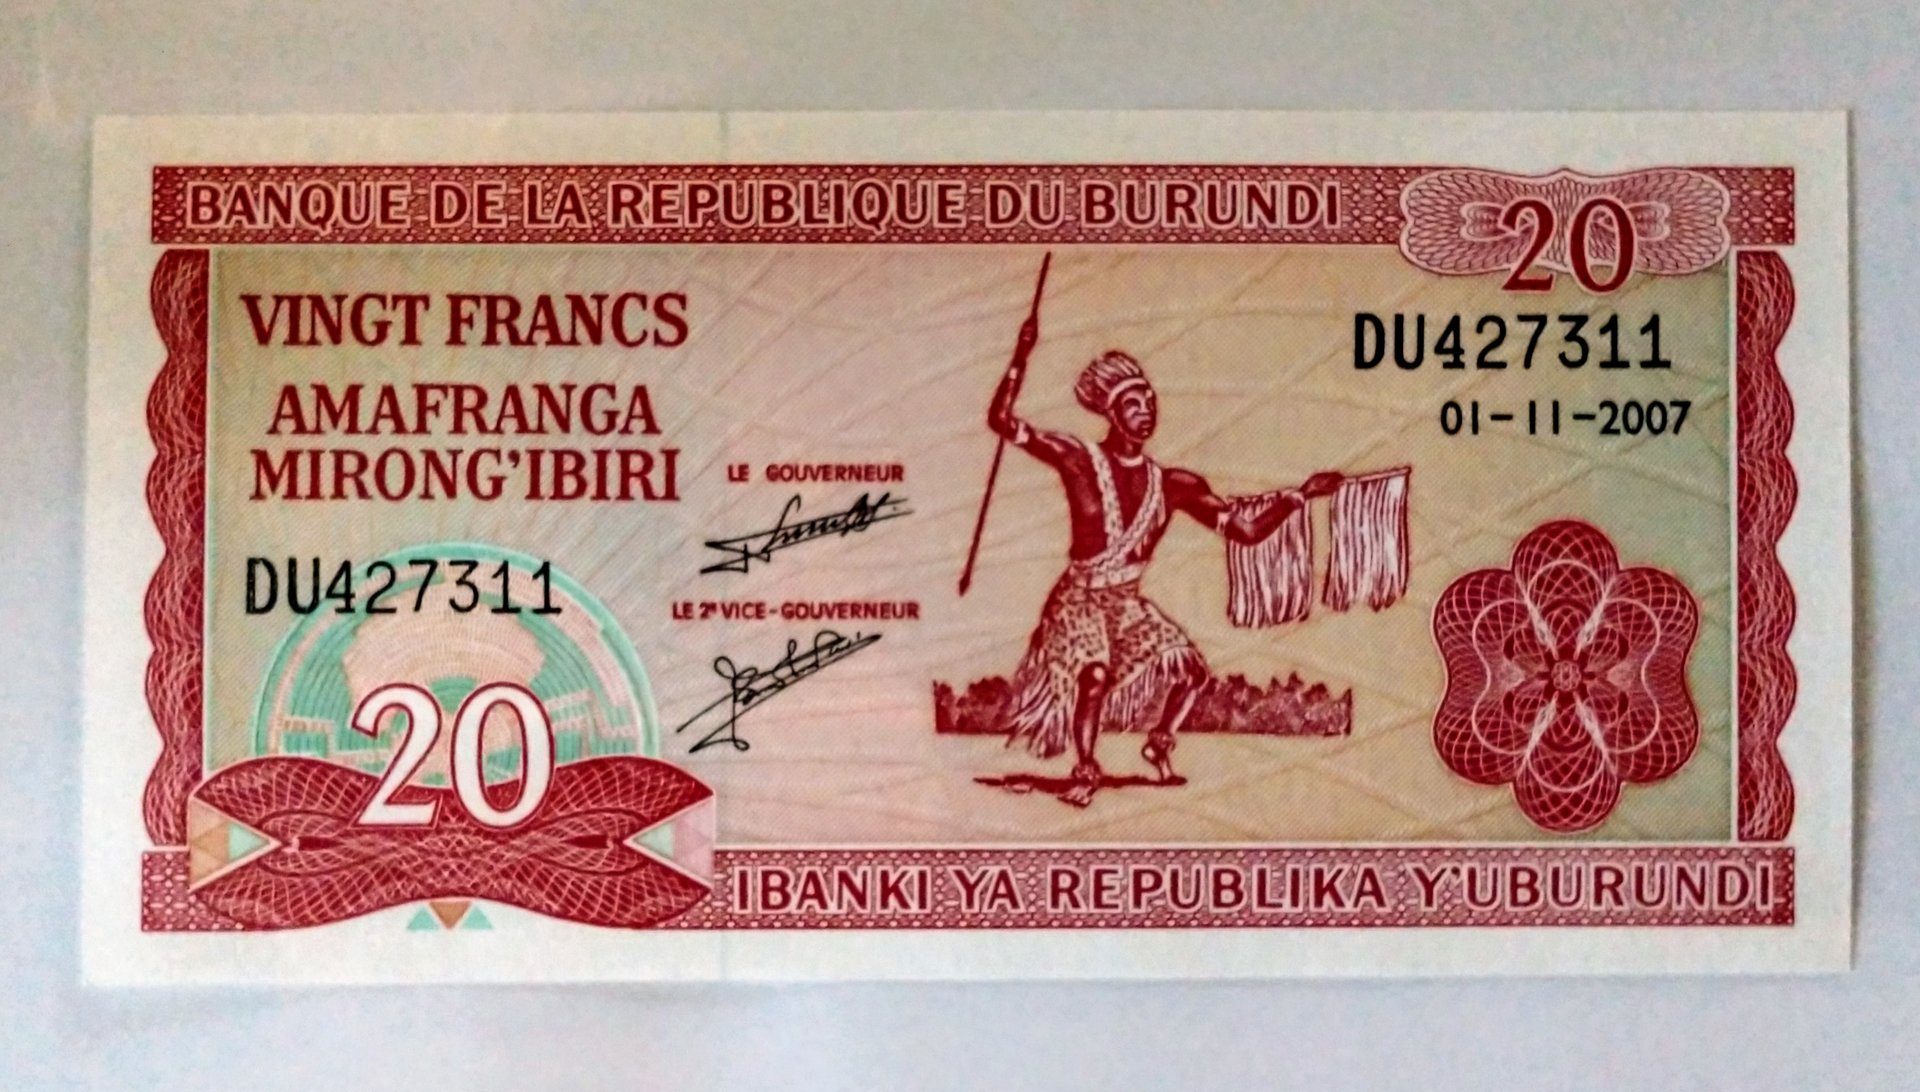 BANQUE DE LA REPUBLIQUE DU BURUNDI
20
VINGT FRANCS
AMAFRANGA
MIRONG'IBIRI
DU427311
01-11-2007
LE GOUVERNEUR
DU427311
LE 2e VICE-GOUVERNEUR
20
IBANKI YA REPUBLIKA Y'UBURUNDI